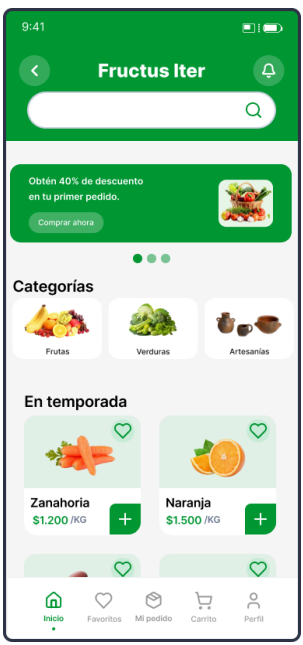 9:41
Fructus Iter
Obtén 40% de descuento
en tu primer pedido.
Comprar ahora
Categorías
Frutas
Verduras
Artesanías
En temporada
Zanahoria
$1.200 /KG
+
Naranja
$1.500 /KG
+
Inicio
Favoritos
Mi pedido
Carrito
Perfil